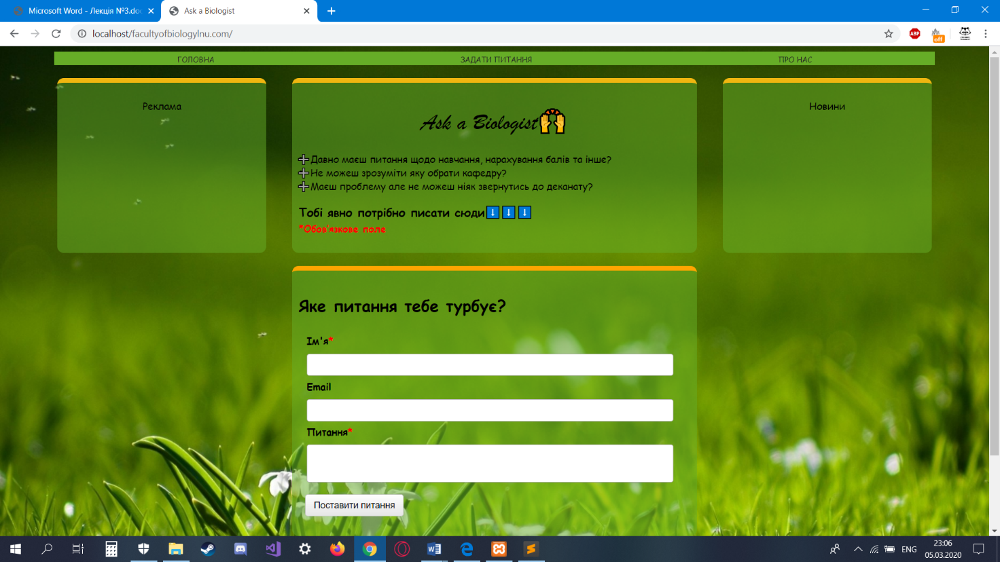 Microsoft Word - Лекція №3.do
Ask a Biologist
localhost/facultyofbiologylnu.com/
ABP
off
ГОЛОВНА
ЗАДАТИ ПИТАННЯ
ПРО НАС
Реклама
Ask a Biologist🙌
➕Давно маєш питання щодо навчання, нарахування балів та інше?
➕Не можеш зрозуміти яку обрати кафедру?
➕Маєш проблему але не можеш ніяк звернутись до деканату?
Тобі явно потрібно писати сюди⬇️⬇️⬇️
*Обов'язкове поле
Новини
Яке питання тебе турбує?
Ім'я*
Email
Питання*
Поставити питання
ENG
23:06
05.03.2020